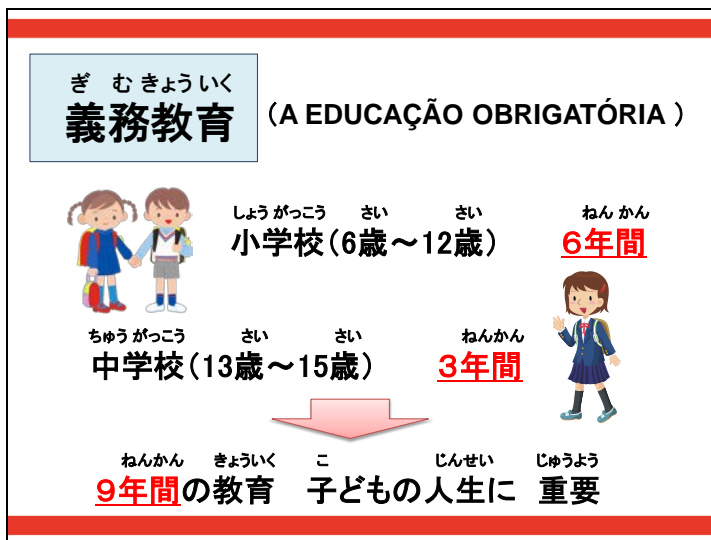 ぎ む きょう いく
義務教育 （A EDUCAÇÃO OBRIGATÓRIA ）
しょう がっこう さい さい ねん かん
小学校（6歳～12歳） ６年間
ちゅう がっこう さい さい ねんかん
中学校（13歳～15歳） ３年間
ねんかん きょういく こ じんせい じゅうよう
９年間の教育 子どもの人生に 重要